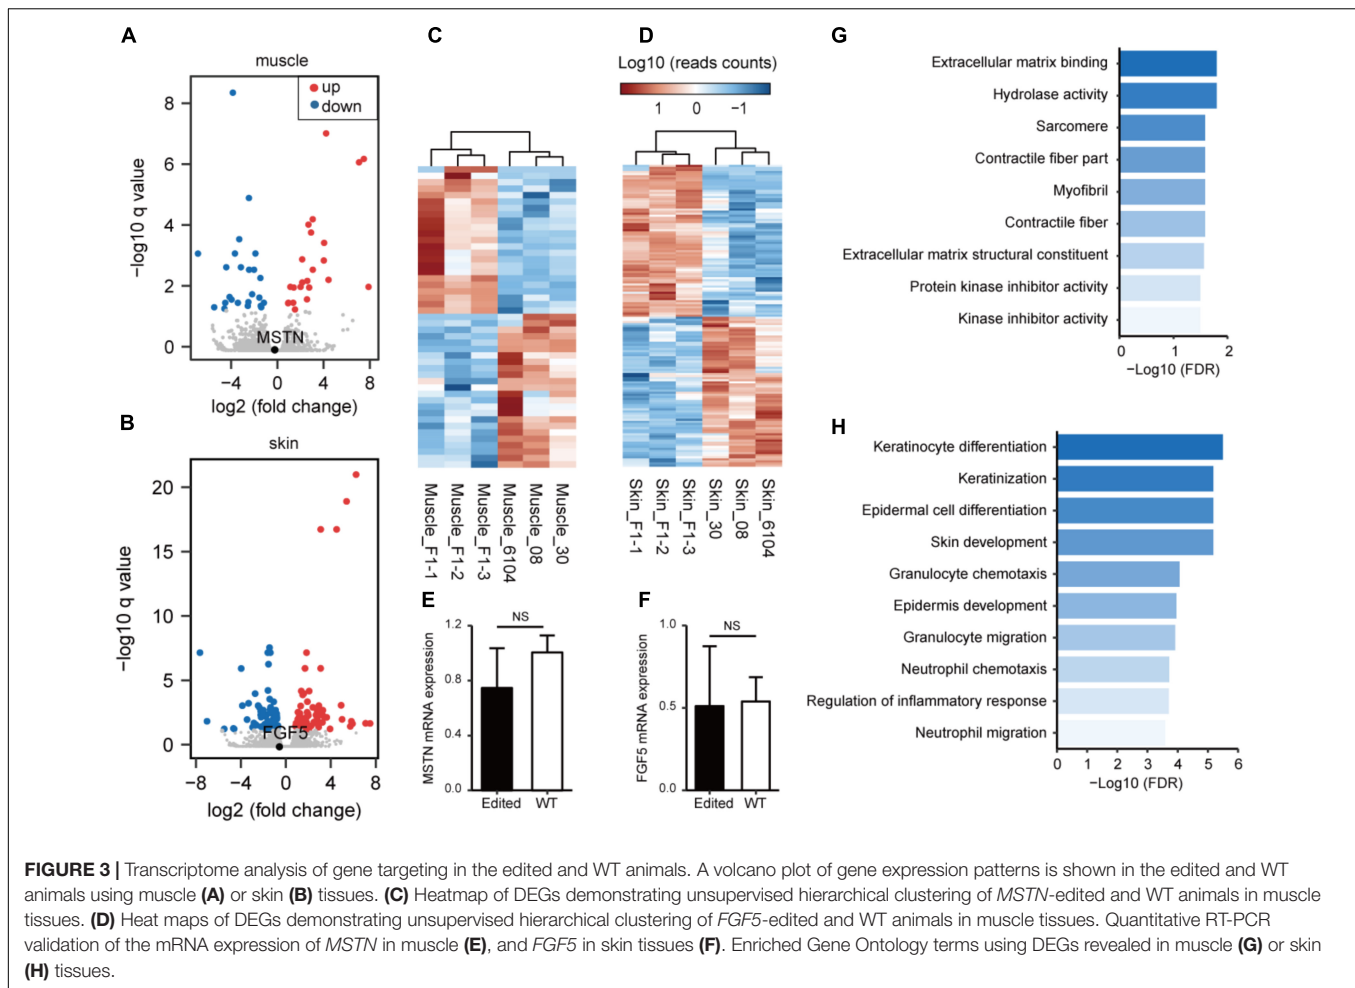 A
muscle
up
down
8
6
4
2
0
MSTN
−4
0
4
8
−log10 q value
log2 (fold change)
B
skin
20
15
10
5
0
FGF5
−8
−4
0
4
8
−log10 q value
log2 (fold change)
C
Muscle_F1-1
Muscle_F1-2
Muscle_F1-3
Muscle_6104
Muscle_08
Muscle_30
D
Log10 (reads counts)
1 0 −1
Skin_F1-1
Skin_F1-2
Skin_F1-3
Skin_30
Skin_08
Skin_6104
E
NS
1.2
0.8
0.4
0.0
MSTN mRNA expression
Edited WT
F
NS
1.0
0.5
0.0
FGF5 mRNA expression
Edited WT
G
Extracellular matrix binding
Hydrolase activity
Sarcomere
Contractile fiber part
Myofibril
Contractile fiber
Extracellular matrix structural constituent
Protein kinase inhibitor activity
Kinase inhibitor activity
0 1 2
−Log10 (FDR)
H
Keratinocyte differentiation
Keratinization
Epidermal cell differentiation
Skin development
Granulocyte chemotaxis
Epidermis development
Granulocyte migration
Neutrophil chemotaxis
Regulation of inflammatory response
Neutrophil migration
0 1 2 3 4 5 6
−Log10 (FDR)
FIGURE 3 | Transcriptome analysis of gene targeting in the edited and WT animals. A volcano plot of gene expression patterns is shown in the edited and WT
animals using muscle (A) or skin (B) tissues. (C) Heatmap of DEGs demonstrating unsupervised hierarchical clustering of MSTN-edited and WT animals in muscle
tissues. (D) Heat maps of DEGs demonstrating unsupervised hierarchical clustering of FGF5-edited and WT animals in muscle tissues. Quantitative RT-PCR
validation of the mRNA expression of MSTN in muscle (E), and FGF5 in skin tissues (F). Enriched Gene Ontology terms using DEGs revealed in muscle (G) or skin
(H) tissues.